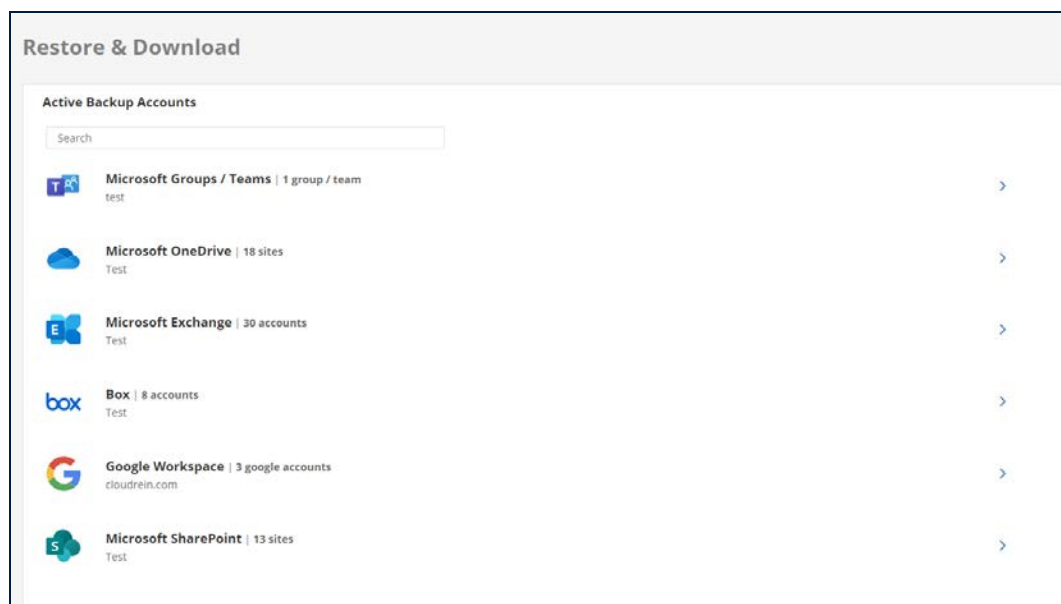 Restore & Download
Active Backup Accounts
Search
T
Microsoft Groups / Teams | 1 group / team
test
Microsoft OneDrive | 18 sites
Test
E
Microsoft Exchange | 30 accounts
Test
box
Box | 8 accounts
Test
G
Google Workspace | 3 google accounts
cloudrein.com
S
Microsoft SharePoint | 13 sites
Test